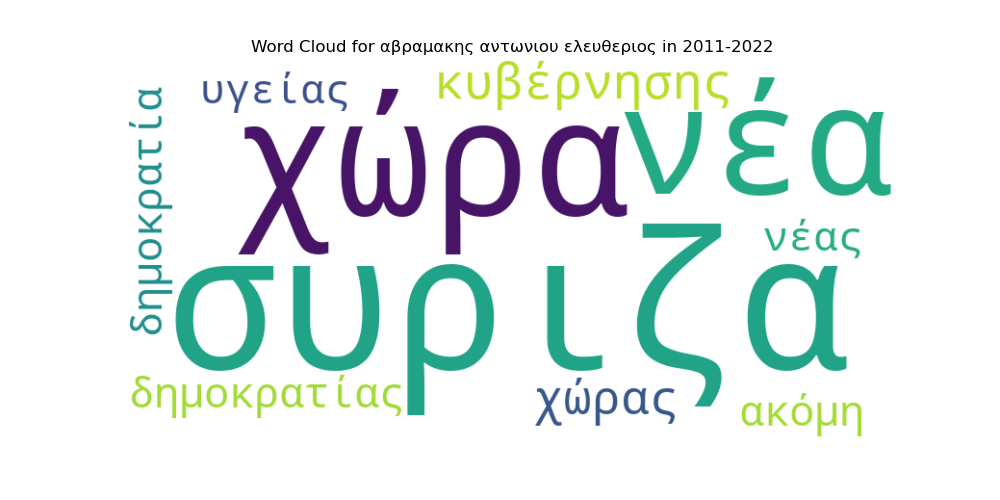 Word Cloud for αβραμακης αντωνιου ελευθεριος in 2011-2022
υγείας
κυβέρνησης
δημοκρατία
χώρα
νέα
νέας
συριζα
δημοκρατίας
χώρας
ακόμη